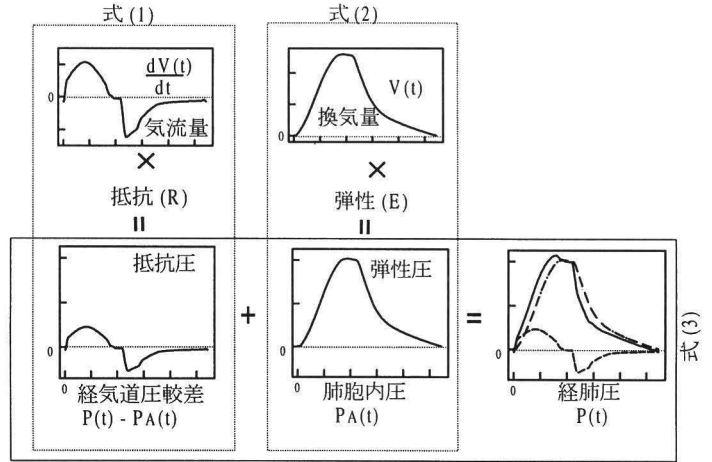 式(1)
式(2)
dV(t)
dt
0
気流量
×
抵抗(R)
=
V(t)
換気量
0
×
弾性(E)
=
抵抗圧
0
0
経気道圧較差
P(t) - PA(t)
+
弾性圧
0
0
肺胞内圧
PA(t)
=
0
0
経肺圧
P(t)
式(3)